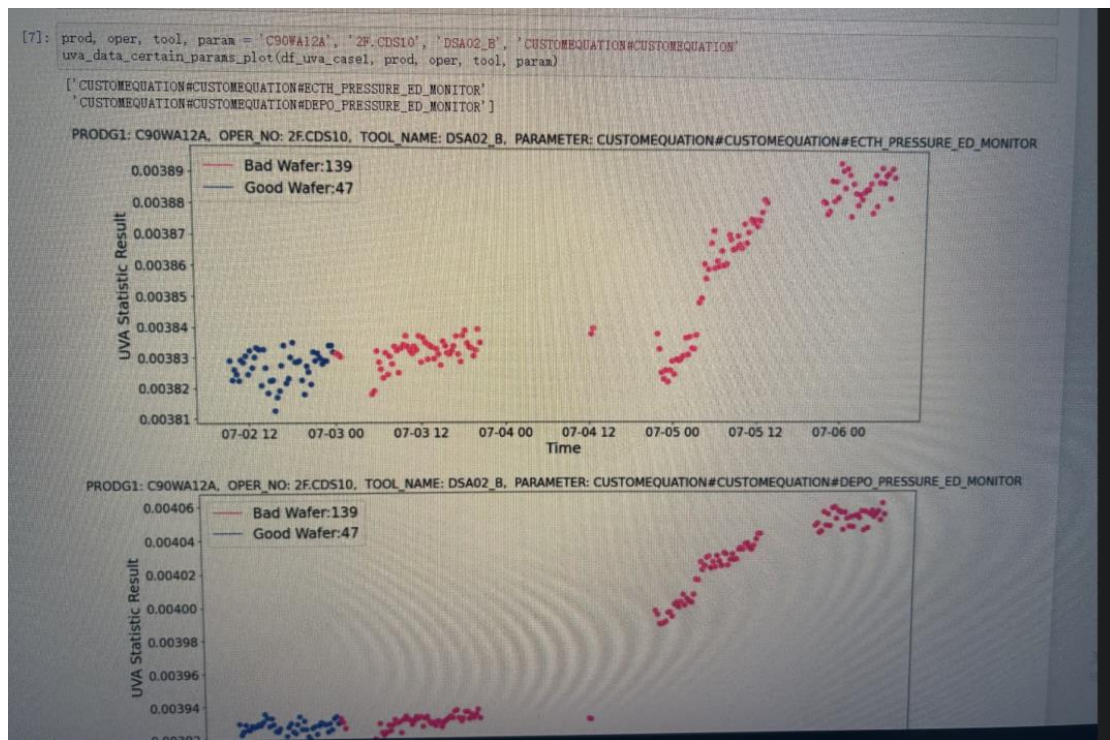 [7]: prod, oper, tool, param = 'C90WA12A', '2F.CDS10', 'DSA02_B', 'CUSTOMEQUATION#CUSTOMEQUATION'
uva_data_certain_params_plot(df_uva_case1, prod, oper, tool, param)
['CUSTOMEQUATION#CUSTOMEQUATION#ECTH_PRESSURE_ED_MONITOR'
'CUSTOMEQUATION#CUSTOMEQUATION#DEPO_PRESSURE_ED_MONITOR']
PRODG1: C90WA12A, OPER_NO: 2F.CDS10, TOOL_NAME: DSA02_B, PARAMETER: CUSTOMEQUATION#CUSTOMEQUATION#ECTH_PRESSURE_ED_MONITOR
Bad Wafer:139
Good Wafer:47
UVA Statistic Result
0.00389
0.00388
0.00387
0.00386
0.00385
0.00384
0.00383
0.00382
0.00381
07-02 12 07-03 00 07-03 12 07-04 00 07-04 12 07-05 00 07-05 12 07-06 00
Time
PRODG1: C90WA12A, OPER_NO: 2F.CDS10, TOOL_NAME: DSA02_B, PARAMETER: CUSTOMEQUATION#CUSTOMEQUATION#DEPO_PRESSURE_ED_MONITOR
Bad Wafer:139
Good Wafer:47
UVA Statistic Result
0.00406
0.00404
0.00402
0.00400
0.00398
0.00396
0.00394